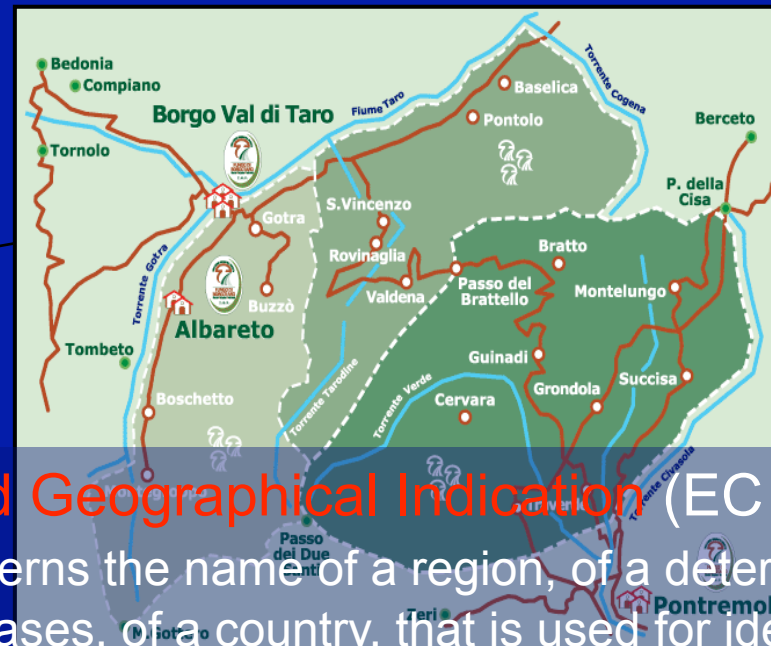 Bedonia
Compiano
Borgo Val di Taro
Fiume Taro
Baselica
Torrente Cogena
Pontolo
Berceto
Tornolo
P. della
Cisa
S.Vincenzo
Gotra
Rovinaglia
Bratto
Torrente Gotra
Buzzò
Valdena
Passo del
Brattello
Montelungo
Albareto
Tombeto
Guinadi
Torrente Tarodine
Torrente Verde
Grondola
Succisa
Boschetto
Cervara
Geographical Indication (EC
Torrente Civasola
Passo
dei Due
Santi
erns the name of a region, of a deter
Zeri
Pontremol
M. Gottero
ases, of a country, that is used for ide